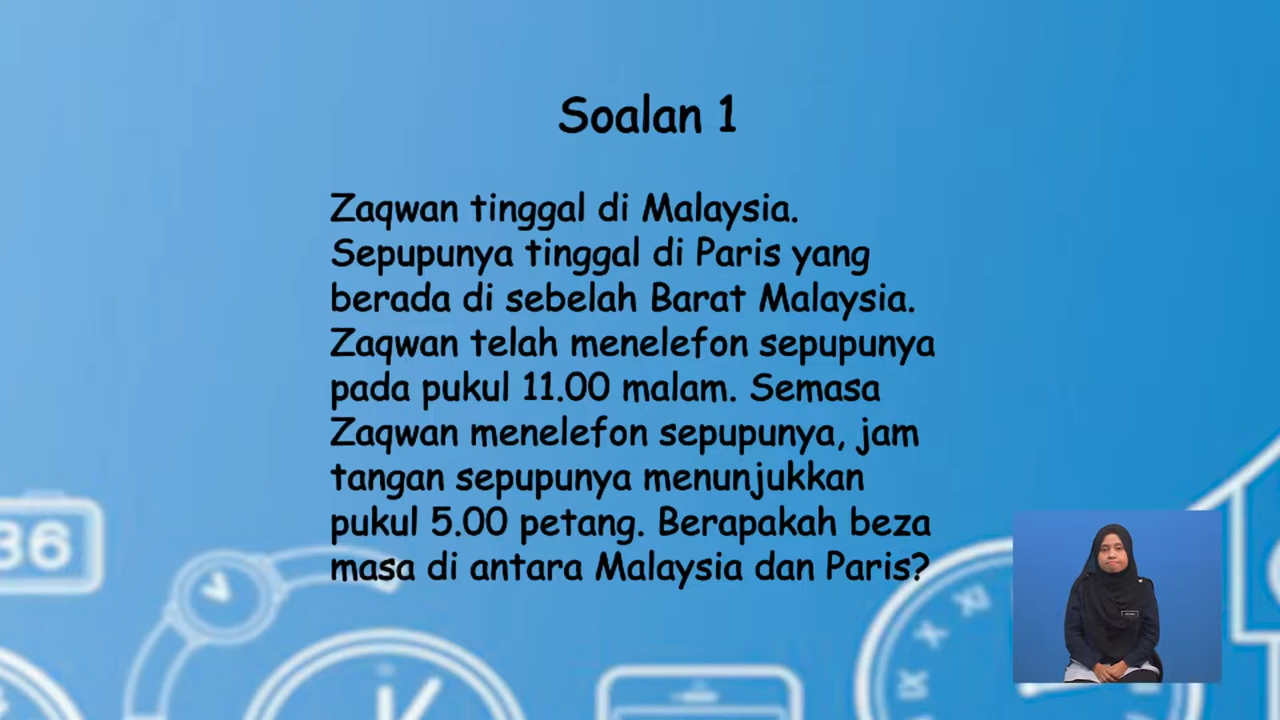 Soalan 1
Zaqwan tinggal di Malaysia.
Sepupunya tinggal di Paris yang
berada di sebelah Barat Malaysia.
Zaqwan telah menelefon sepupunya
pada pukul 11.00 malam. Semasa
Zaqwan menelefon sepupunya, jam
tangan sepupunya menunjukkan
pukul 5.00 petang. Berapakah beza
masa di antara Malaysia dan Paris?
36
XI
X
IX